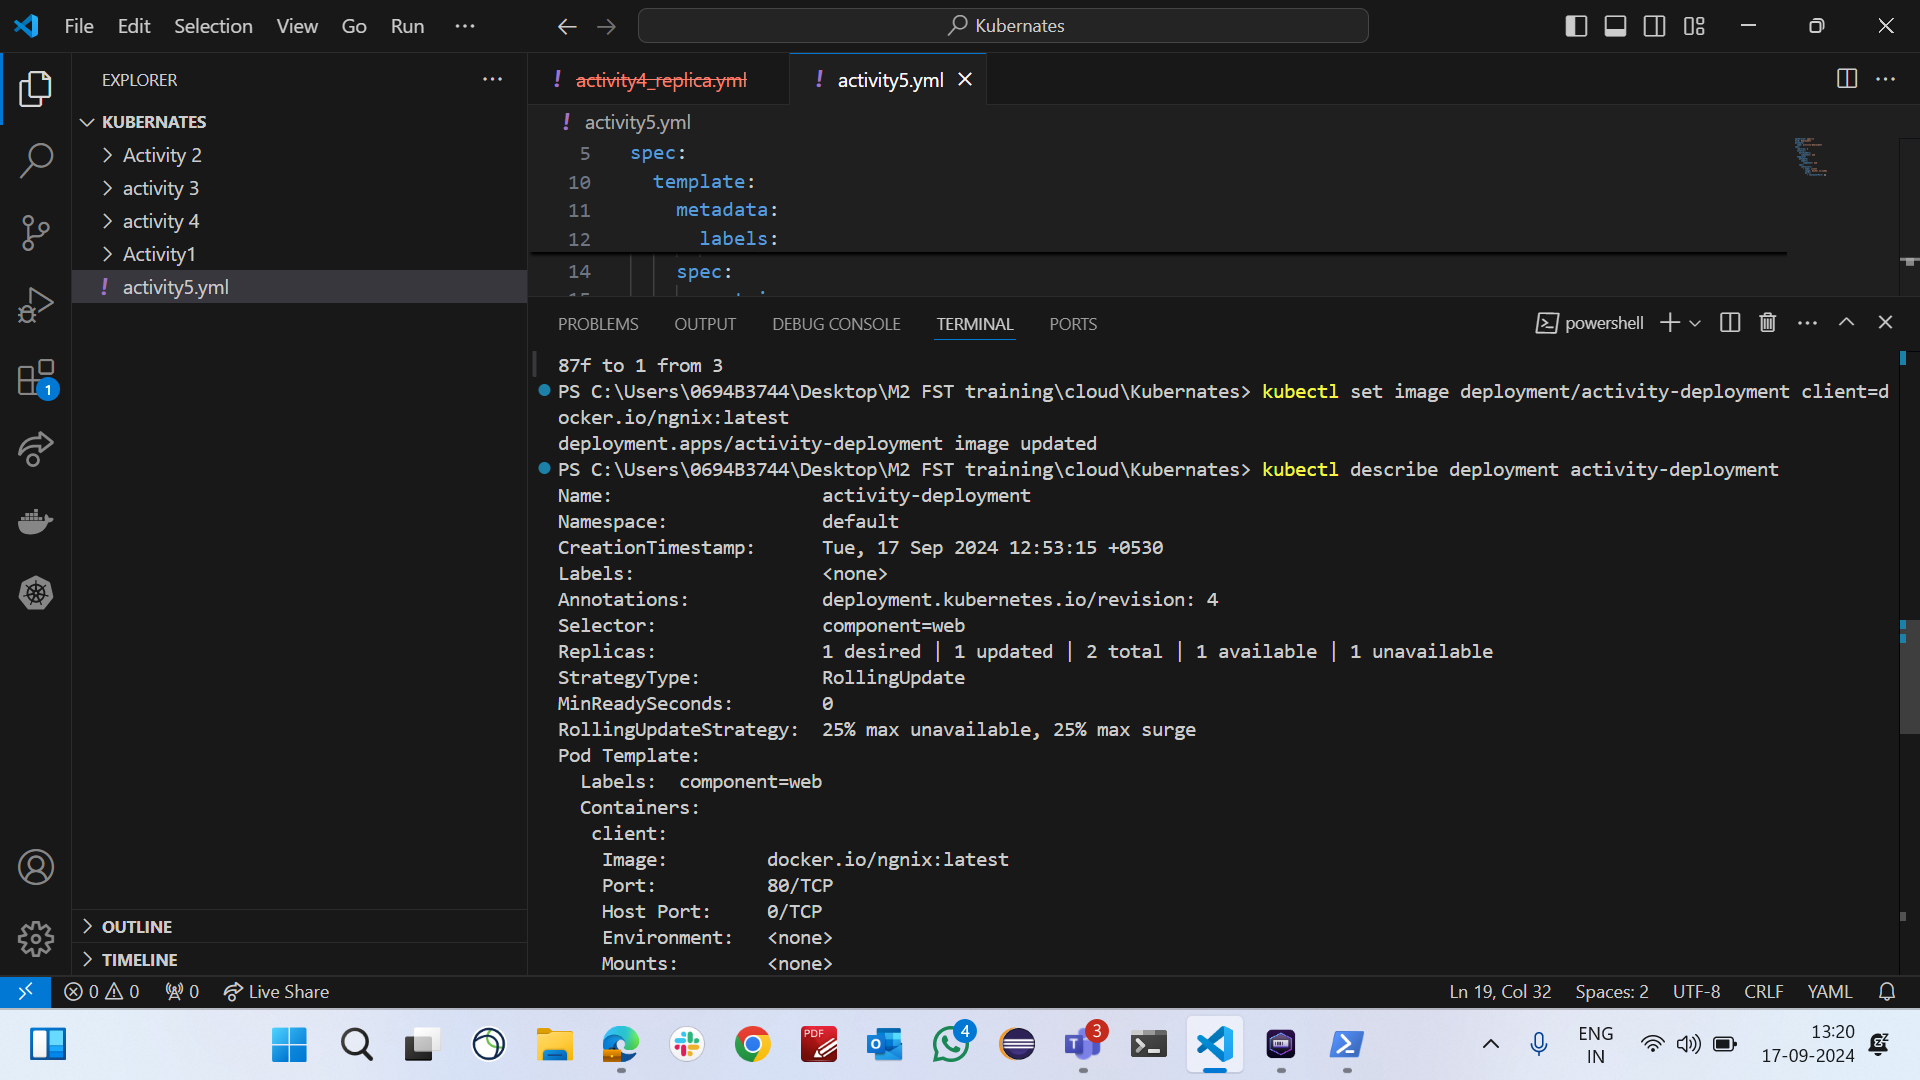 File Edit Selection View Go Run ···
Kubernates
EXPLORER
KUBERNATES
Activity 2
activity 3
activity 4
Activity1
! activity5.yml
OUTLINE
TIMELINE
1
! activity4_replica.yml
! activity5.yml
! activity5.yml
5 spec:
10 template:
11 metadata:
12 labels:
14 spec:
PROBLEMS OUTPUT DEBUG CONSOLE TERMINAL PORTS
powershell
87f to 1 from 3
PS C:\Users\0694B3744\Desktop\M2 FST training\cloud\Kubernates> kubectl set image deployment/activity-deployment client=d
ocker.io/ngnix:latest
deployment.apps/activity-deployment image updated
PS C:\Users\0694B3744\Desktop\M2 FST training\cloud\Kubernates> kubectl describe deployment activity-deployment
Name: activity-deployment
Namespace: default
CreationTimestamp: Tue, 17 Sep 2024 12:53:15 +0530
Labels: <none>
Annotations: deployment.kubernetes.io/revision: 4
Selector: component=web
Replicas: 1 desired | 1 updated | 2 total | 1 available | 1 unavailable
StrategyType: RollingUpdate
MinReadySeconds: 0
RollingUpdateStrategy: 25% max unavailable, 25% max surge
Pod Template:
Labels: component=web
Containers:
client:
Image: docker.io/ngnix:latest
Port: 80/TCP
Host Port: 0/TCP
Environment: <none>
Mounts: <none>
0 0 0 Live Share
Ln 19, Col 32 Spaces: 2 UTF-8 CRLF YAML
PDF
4
3
ENG
IN
13:20
17-09-2024